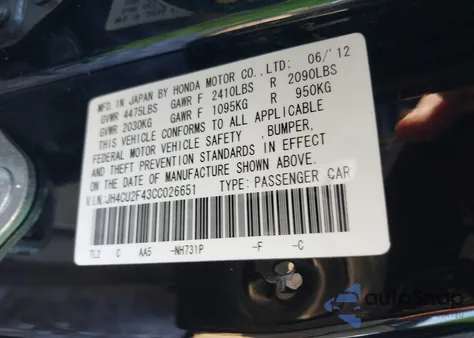 MFD. IN JAPAN BY HONDA MOTOR CO., LTD: 06/'12
GVWR 4475LBS GAWR F 2410LBS R 2090LBS
GVWR 2030KG GAWR F 1095KG R 950KG
THIS VEHICLE CONFORMS TO ALL APPLICABLE
FEDERAL MOTOR VEHICLE SAFETY ,BUMPER,
AND THEFT PREVENTION STANDARDS IN EFFECT
ON THE DATE OF MANUFACTURE SHOWN ABOVE.
V.I.N:JH4CU2F43CC026651 TYPE: PASSENGER CAR
TL2 C AA5 -NH731P -F -C
autoSnap